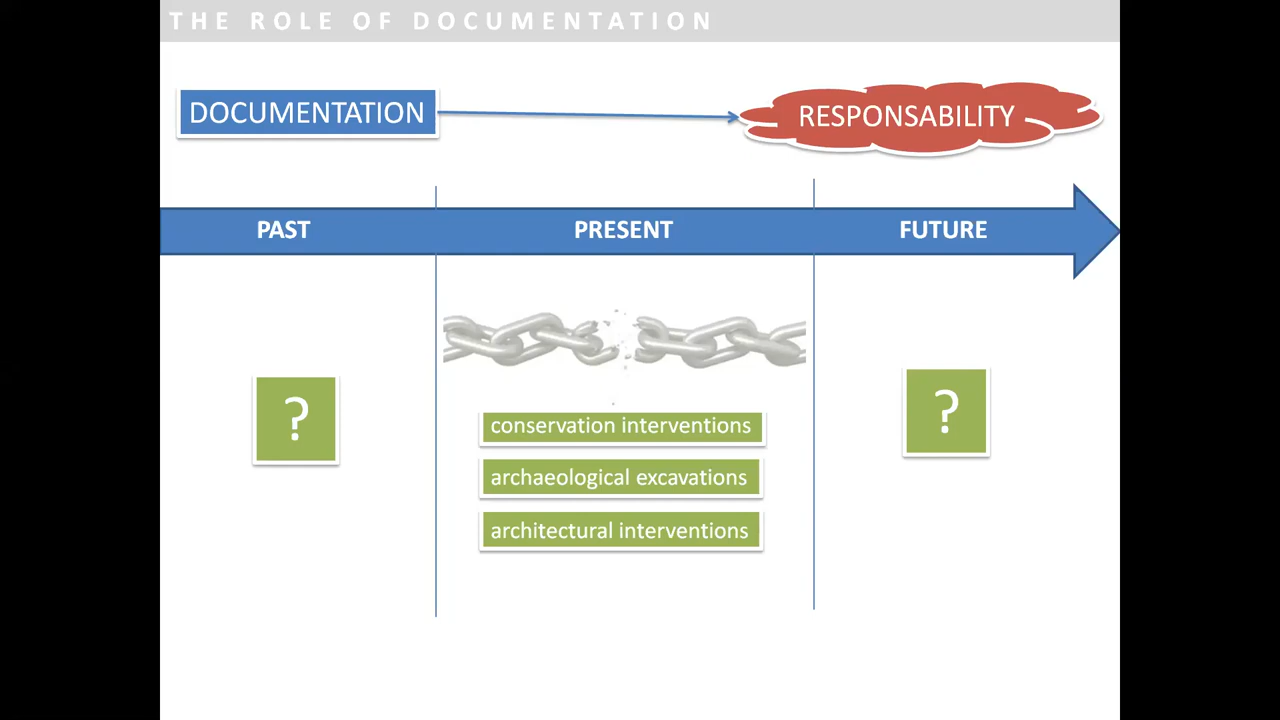 THE ROLE OF DOCUMENTATION
DOCUMENTATION
RESPONSABILITY
PAST
PRESENT
FUTURE
?
?
conservation interventions
archaeological excavations
architectural interventions